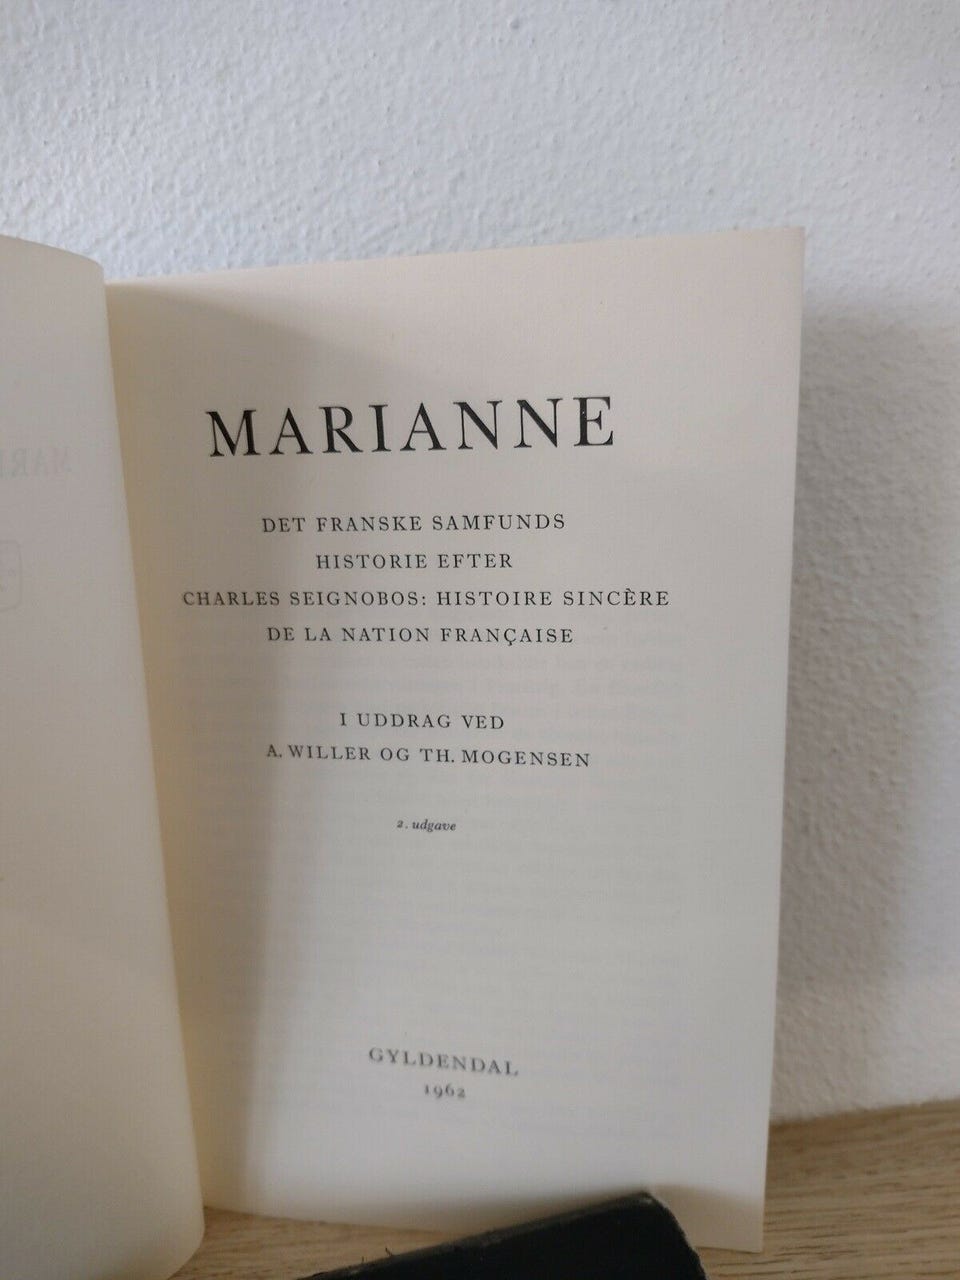 MARIANNE
DET FRANSKE SAMFUNDS
HISTORIE EFTER
CHARLES SEIGNOBOS: HISTOIRE SINCÈRE
DE LA NATION FRANÇAISE
I UDDRAG VED
A. WILLER OG TH. MOGENSEN
2. udgave
GYLDENDAL
1962